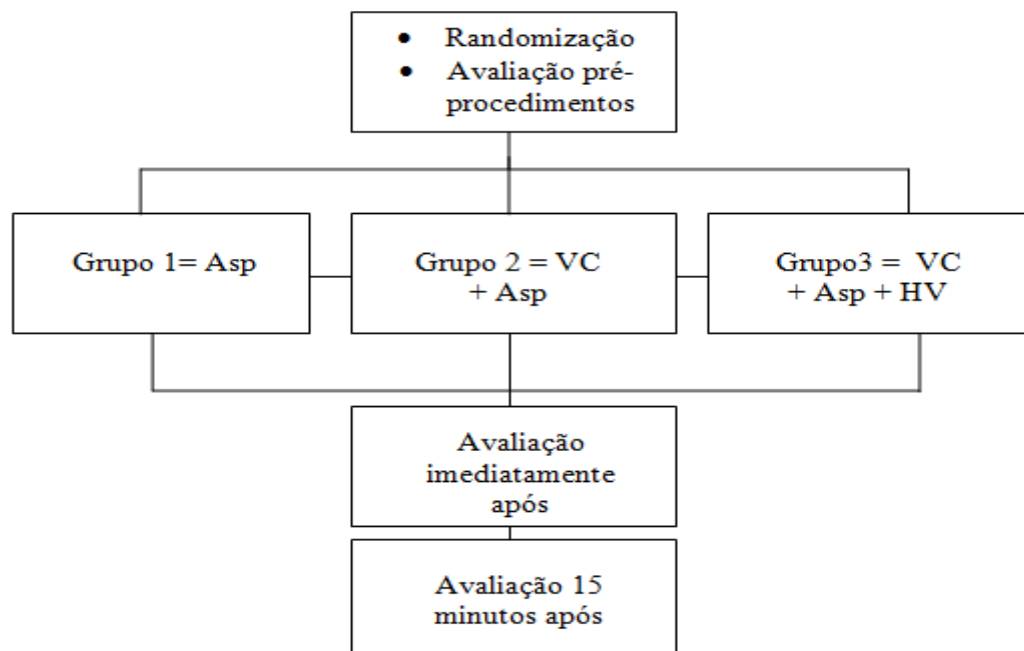 • Randomização
• Avaliação pré-
procedimentos
Grupo 1= Asp
Grupo 2 = VC
+ Asp
Grupo3 = VC
+ Asp + HV
Avaliação
imediatamente
após
Avaliação 15
minutos após